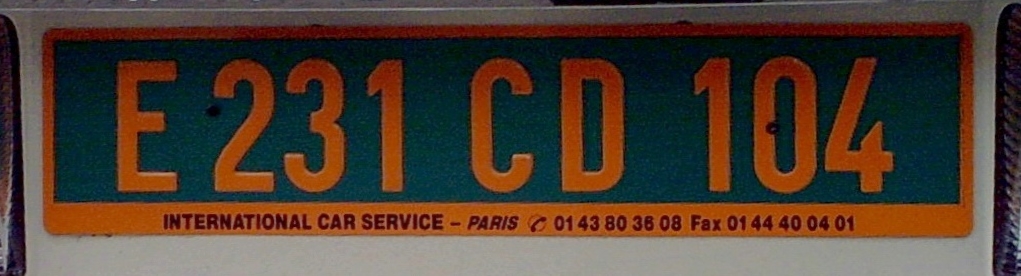 E 231 CD 104
INTERNATIONAL CAR SERVICE – PARIS ✆ 01 43 80 36 08 Fax 01 44 40 04 01